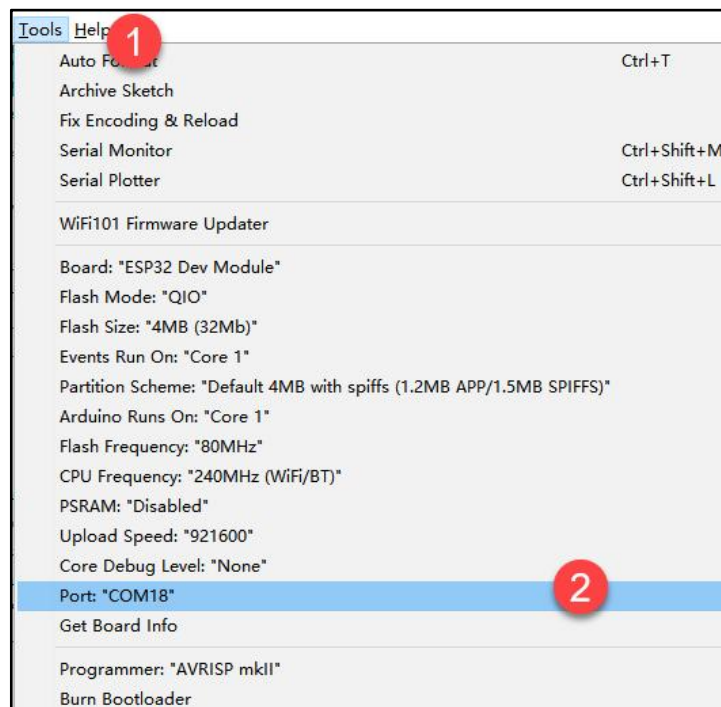 Tools Help
1
Auto Format Ctrl+T
Archive Sketch
Fix Encoding & Reload
Serial Monitor Ctrl+Shift+M
Serial Plotter Ctrl+Shift+L
WiFi101 Firmware Updater
Board: "ESP32 Dev Module"
Flash Mode: "QIO"
Flash Size: "4MB (32Mb)"
Events Run On: "Core 1"
Partition Scheme: "Default 4MB with spiffs (1.2MB APP/1.5MB SPIFFS)"
Arduino Runs On: "Core 1"
Flash Frequency: "80MHz"
CPU Frequency: "240MHz (WiFi/BT)"
PSRAM: "Disabled"
Upload Speed: "921600"
Core Debug Level: "None"
Port: "COM18" 2
Get Board Info
Programmer: "AVRISP mkII"
Burn Bootloader